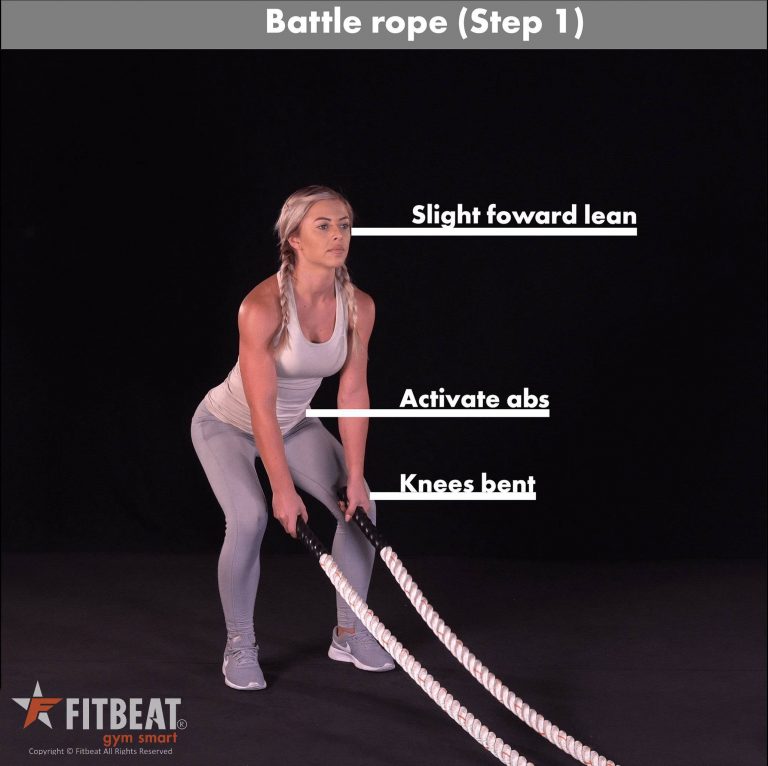 Battle rope (Step 1)
Slight foward lean
Activate abs
Knees bent
FITBEAT®
gym smart
Copyright © Fitbeat All Rights Reserved